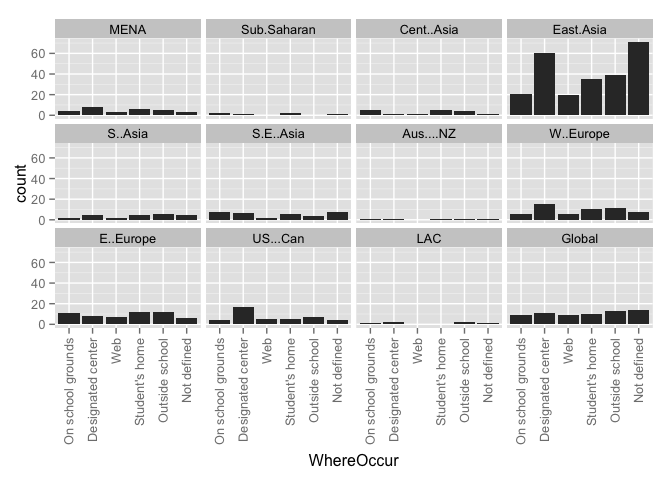 MENA Sub.Saharan Cent..Asia East.Asia
60
40
20
0
S..Asia S.E..Asia Aus....NZ W..Europe
60
40
20
0
count
E..Europe US...Can LAC Global
60
40
20
0
On school grounds Designated center Web Student's home Outside school Not defined On school grounds Designated center Web Student's home Outside school Not defined On school grounds Designated center Web Student's home Outside school Not defined On school grounds Designated center Web Student's home Outside school Not defined
WhereOccur